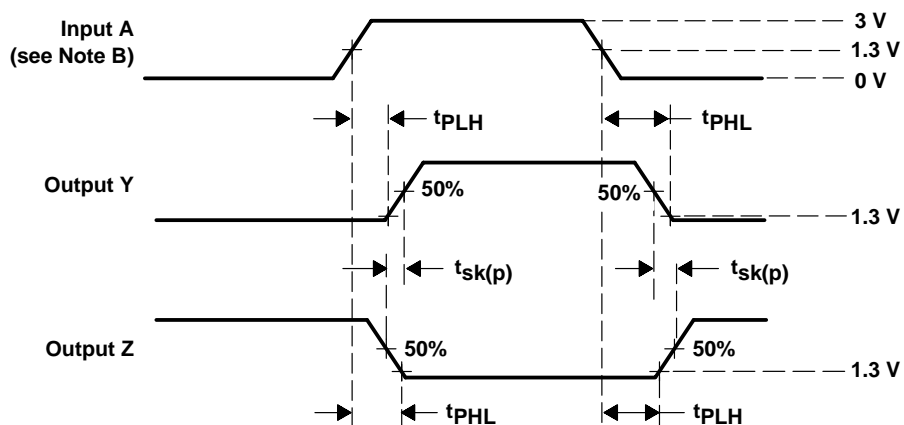 Input A
(see Note B)
3 V
1.3 V
0 V
tPLH
tPHL
Output Y
50%
50%
1.3 V
tsk(p)
tsk(p)
Output Z
50%
50%
1.3 V
tPHL
tPLH